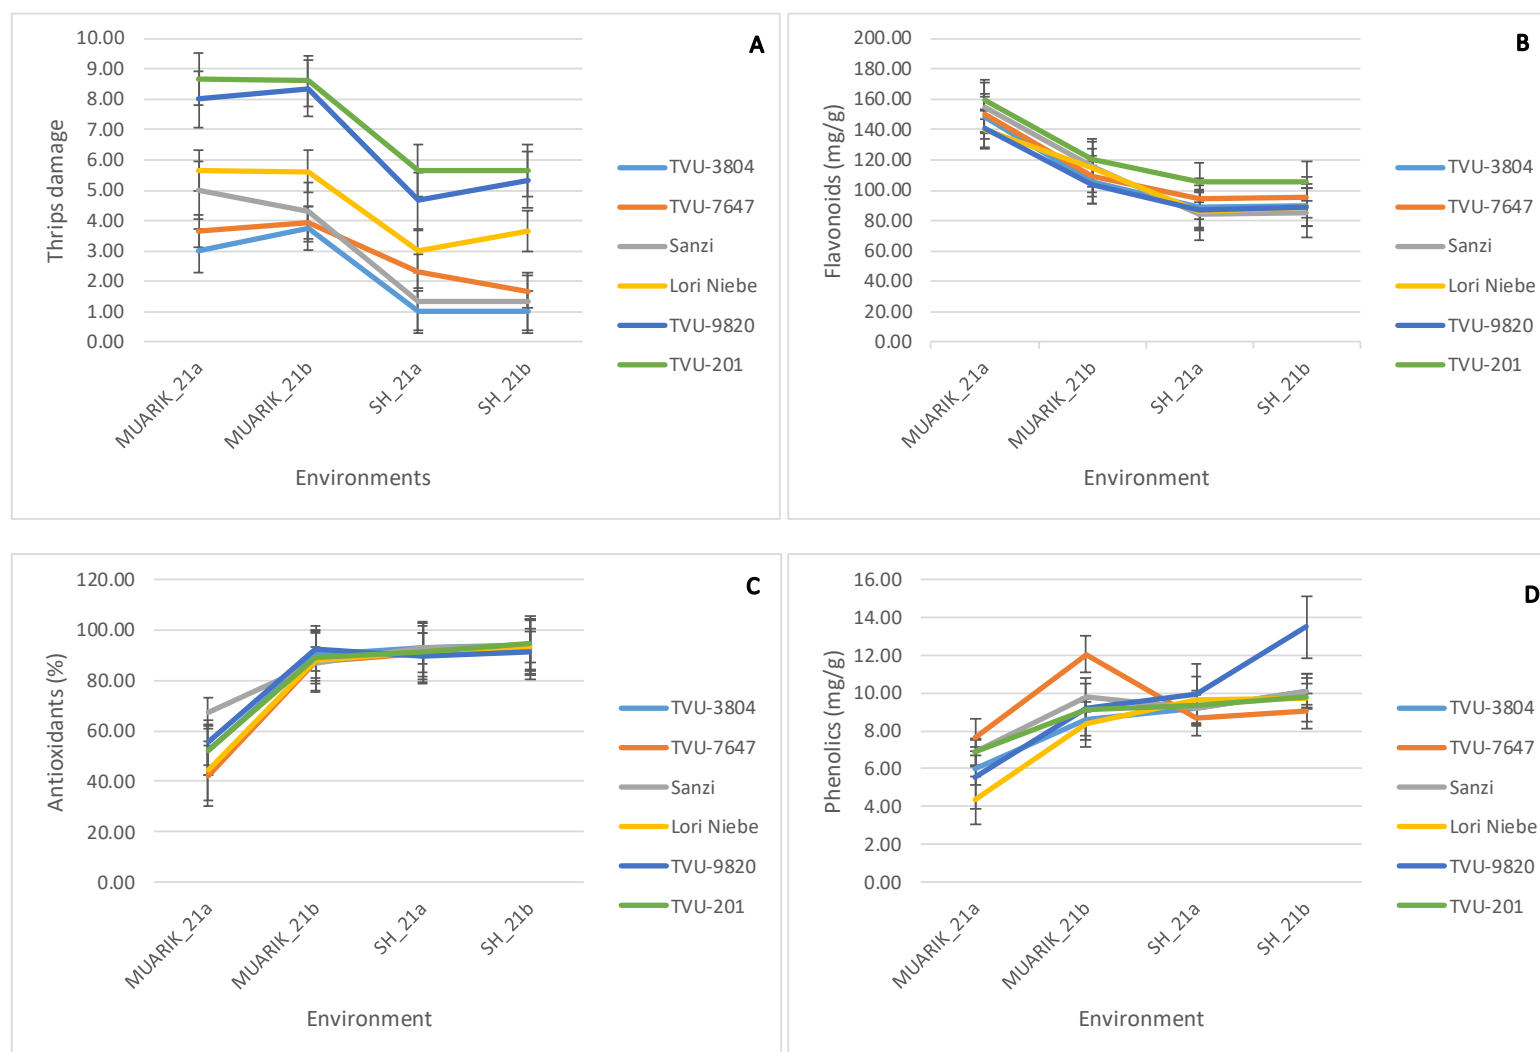 A
10.00
9.00
8.00
7.00
6.00
5.00
4.00
3.00
2.00
1.00
0.00
Thrips damage
MUARIK_21a
MUARIK_21b
SH_21a
SH_21b
Environments
TVU-3804
TVU-7647
Sanzi
Lori Niebe
TVU-9820
TVU-201
B
200.00
180.00
160.00
140.00
120.00
100.00
80.00
60.00
40.00
20.00
0.00
Flavonoids (mg/g)
MUARIK_21a
MUARIK_21b
SH_21a
SH_21b
Environment
TVU-3804
TVU-7647
Sanzi
Lori Niebe
TVU-9820
TVU-201
C
120.00
100.00
80.00
60.00
40.00
20.00
0.00
Antioxidants (%)
MUARIK_21a
MUARIK_21b
SH_21a
SH_21b
Environment
TVU-3804
TVU-7647
Sanzi
Lori Niebe
TVU-9820
TVU-201
D
16.00
14.00
12.00
10.00
8.00
6.00
4.00
2.00
0.00
Phenolics (mg/g)
MUARIK_21a
MUARIK_21b
SH_21a
SH_21b
Environment
TVU-3804
TVU-7647
Sanzi
Lori Niebe
TVU-9820
TVU-201